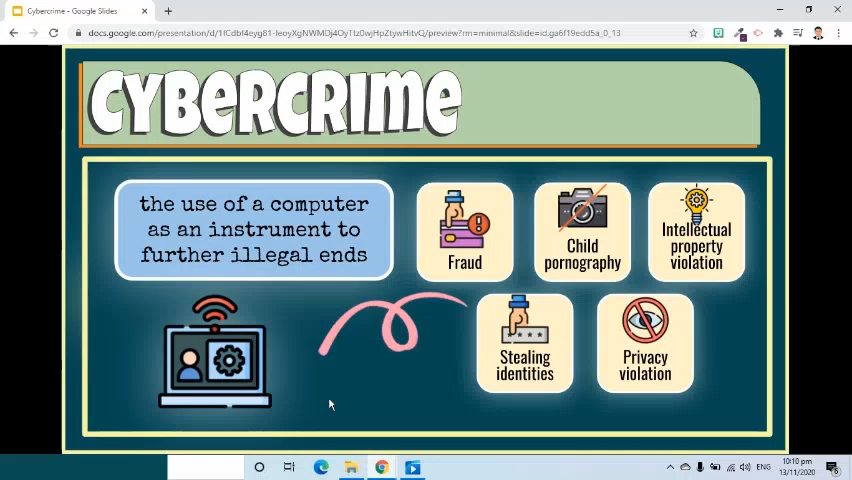 Cybercrime - Google Slides
docs.google.com/presentation/d/1fCdbf4eyg81-IeoyXgNWMDj4OyTtz0wjHpZtywHitvQ/preview?rm=minimal&slide=id.ga6f19edd5a_0_13
CYBERCRIME
the use of a computer
as an instrument to
further illegal ends
Fraud
Child
pornography
Intellectual
property
violation
Stealing
identities
Privacy
violation
ENG
10:10 pm
13/11/2020